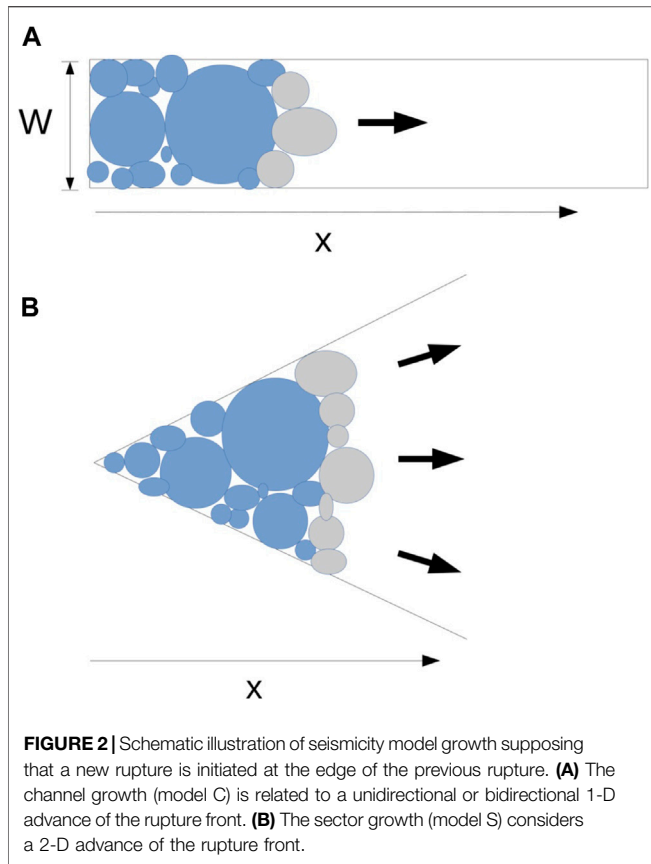 A
W
X
B
X
FIGURE 2 | Schematic illustration of seismicity model growth supposing
that a new rupture is initiated at the edge of the previous rupture. (A) The
channel growth (model C) is related to a unidirectional or bidirectional 1-D
advance of the rupture front. (B) The sector growth (model S) considers
a 2-D advance of the rupture front.